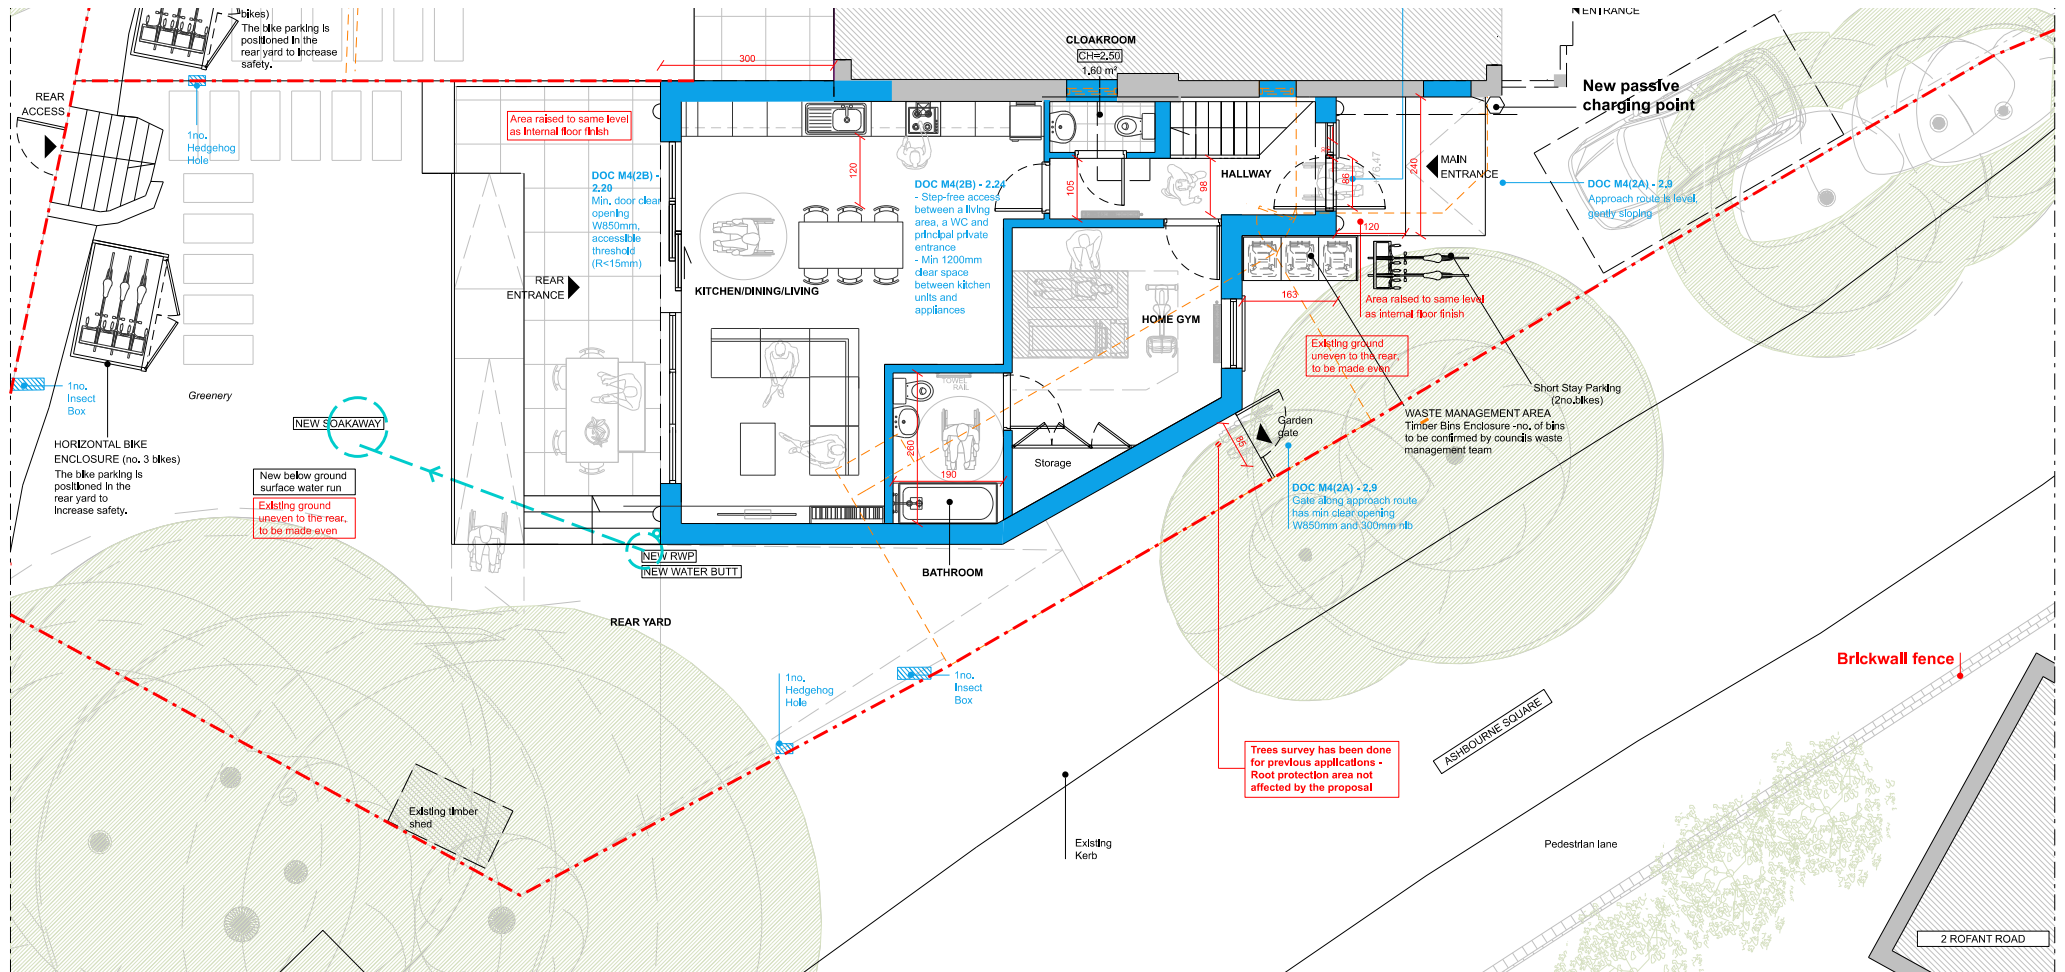 bikes)
The bike parking is
positioned in the
rear yard to increase
safety.
REAR
ACCESS
1no.
Hedgehog
Hole
300
Area raised to same level
as internal floor finish
CLOAKROOM
CH=2.50
1.60 m²
ENTRANCE
New passive
charging point
DOC M4(2B) -
2.20
Min. door clear
opening
W850mm,
accessible
threshold
(R<15mm)
120
DOC M4(2B) - 2.24
- Step-free access
between a living
area, a WC and
principal private
entrance
- Min 1200mm
clear space
between kitchen
units and
appliances
105
98
HALLWAY
86
240
MAIN
ENTRANCE
DOC M4(2A) - 2.9
Approach route is level,
gently sloping
120
REAR
ENTRANCE
KITCHEN/DINING/LIVING
HOME GYM
163
Area raised to same level
as internal floor finish
Existing ground
uneven to the rear,
to be made even
Short Stay Parking
(2no.bikes)
WASTE MANAGEMENT AREA
Timber Bins Enclosure -no. of bins
to be confirmed by councils waste
management team
1no.
Insect
Box
Greenery
NEW SOAKAWAY
HORIZONTAL BIKE
ENCLOSURE (no. 3 bikes)
The bike parking is
positioned in the
rear yard to
increase safety.
New below ground
surface water run
Existing ground
uneven to the rear,
to be made even
TOWEL
RAIL
260
190
Storage
85
Garden
gate
DOC M4(2A) - 2.9
Gate along approach route
has min clear opening
W850mm and 300mm nib
NEW RWP
NEW WATER BUTT
BATHROOM
REAR YARD
1no.
Hedgehog
Hole
1no.
Insect
Box
Brickwall fence
ASHBOURNE SQUARE
Trees survey has been done
for previous applications -
Root protection area not
affected by the proposal
Existing timber
shed
Existing
Kerb
Pedestrian lane
2 ROFANT ROAD